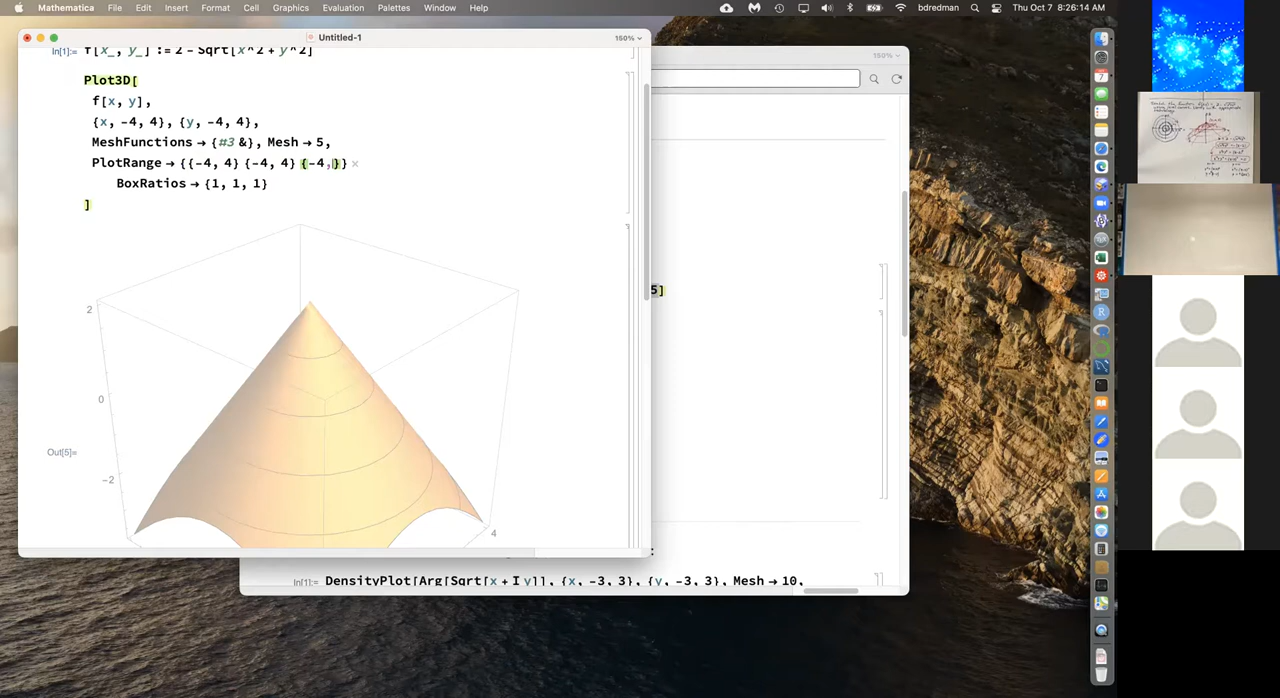 Mathematica File Edit Insert Format Cell Graphics Evaluation Palettes Window Help bdredman Thu Oct 7 8:26:14 AM
Untitled-1 150%
150%
In[1]:= f[x_, y_] := 2 - Sqrt[x^2 + y^2]
Plot3D[
f[x, y],
{x, -4, 4}, {y, -4, 4},
MeshFunctions → {#3 &}, Mesh → 5,
PlotRange → {{-4, 4} {-4, 4} {-4,}}
BoxRatios → {1, 1, 1}
]
5]
2
0
Out[5]=
-2
4
:
In[1]:= DensityPlot[Arg[Sqrt[x + I y]], {x, -3, 3}, {y, -3, 3}, Mesh → 10,